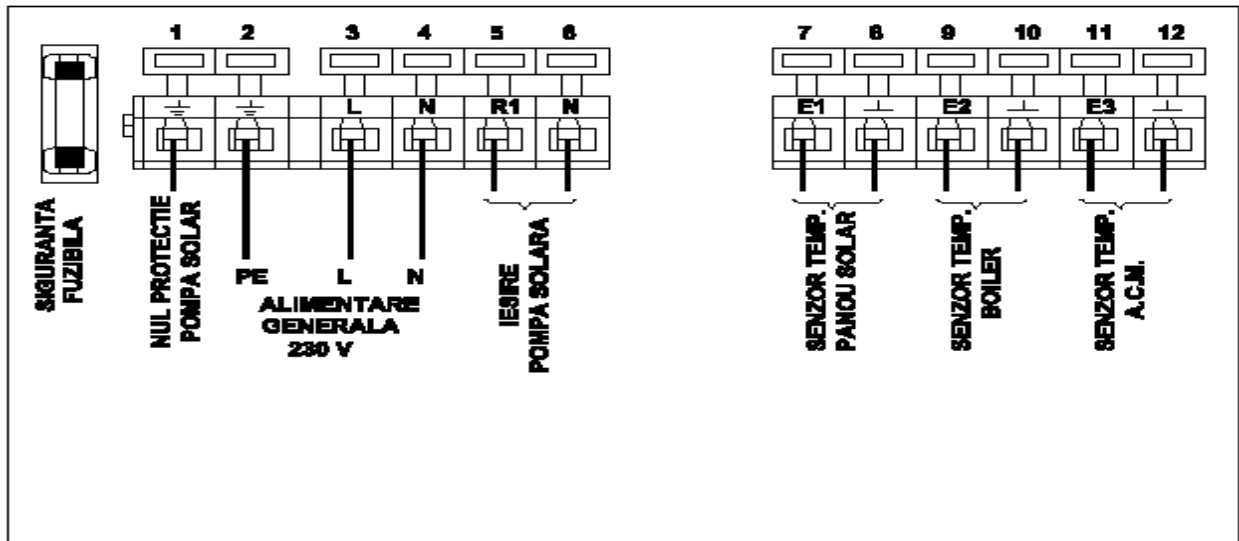 1 2 3 4 5 6 7 8 9 10 11 12
⏚ ⏚ L N R1 N E1 ⊥ E2 ⊥ E3 ⊥
SIGURANTA
FUZIBILA
NUL PROTECTIE
POMPA SOLAR
PE L N
ALIMENTARE
GENERALA
230 V
IESIRE
POMPA SOLARA
SENZOR TEMP.
PANOU SOLAR
SENZOR TEMP.
BOILER
SENZOR TEMP.
A.C.M.